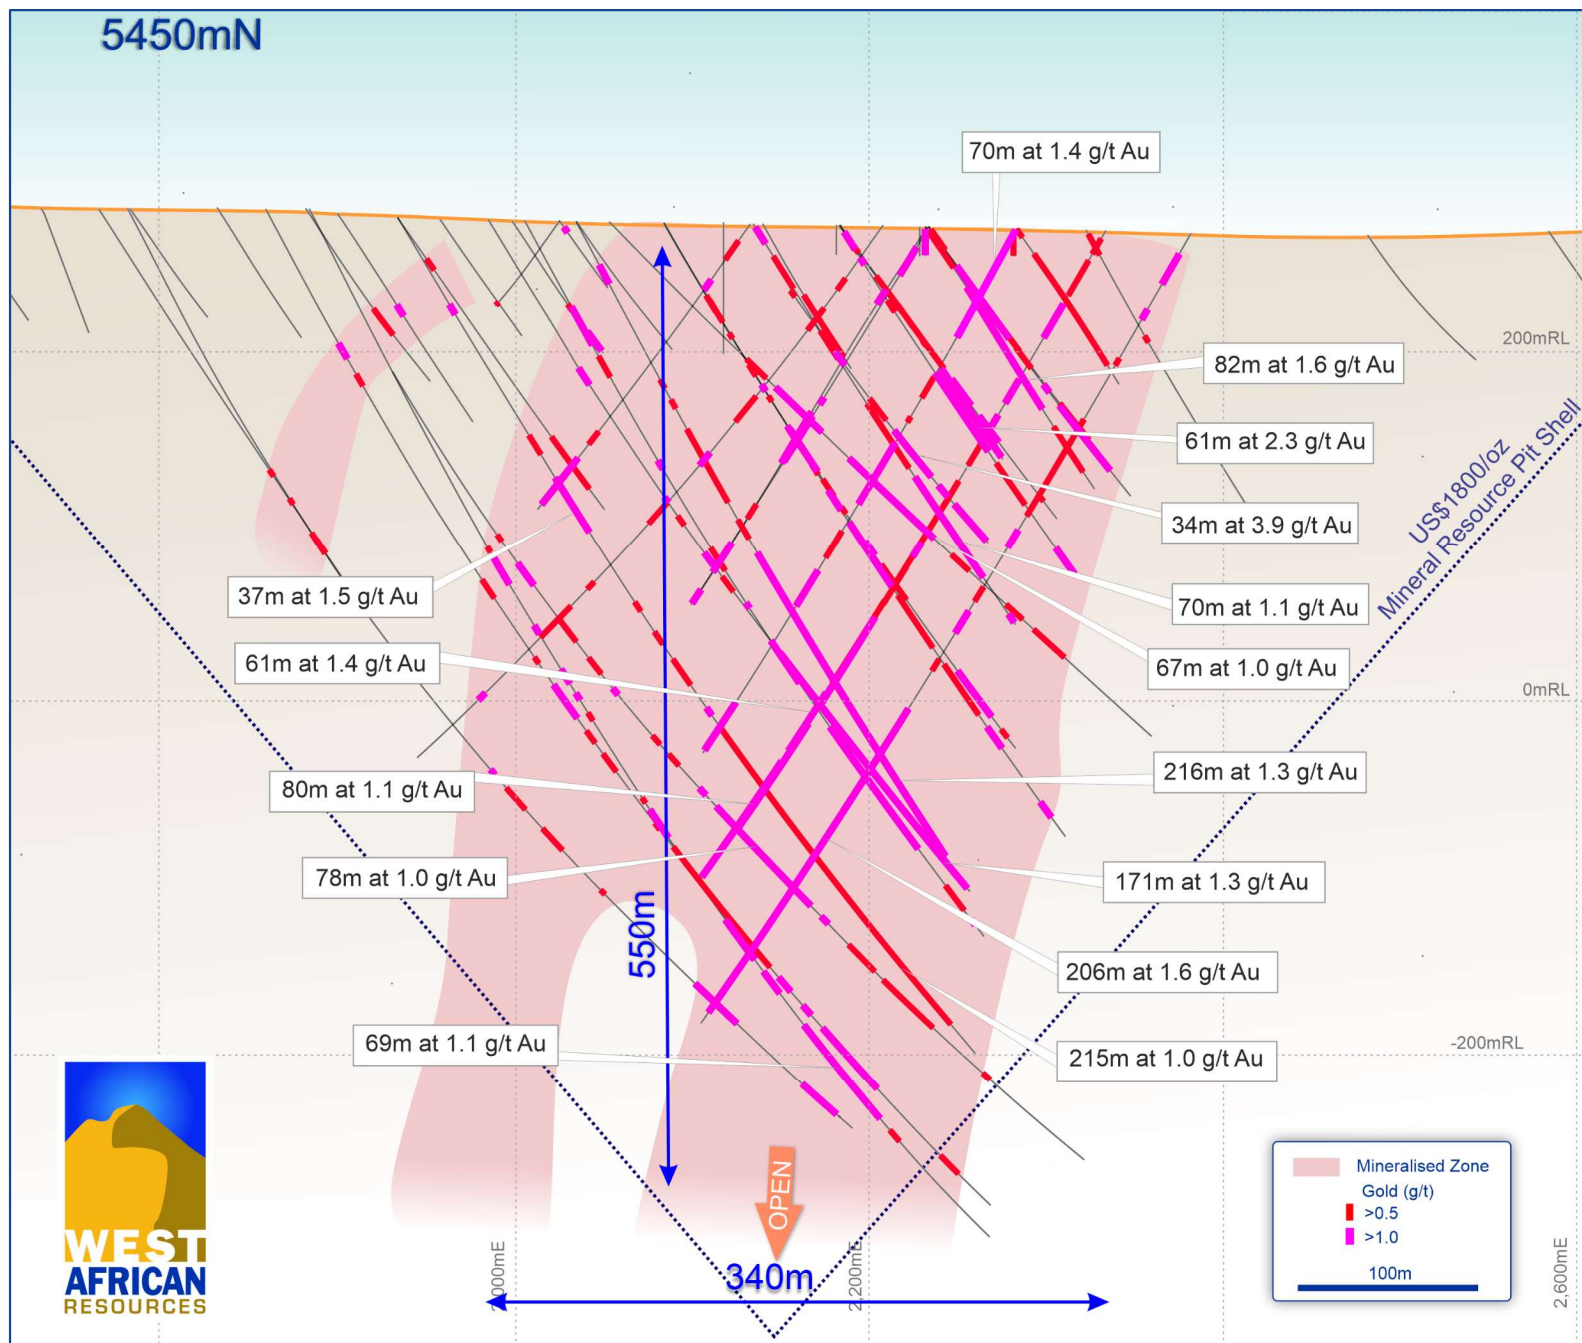 5450mN
70m at 1.4 g/t Au
200mRL
82m at 1.6 g/t Au
61m at 2.3 g/t Au
US$1800/oz
Mineral Resource Pit Shell
34m at 3.9 g/t Au
37m at 1.5 g/t Au
70m at 1.1 g/t Au
61m at 1.4 g/t Au
67m at 1.0 g/t Au
0mRL
80m at 1.1 g/t Au
216m at 1.3 g/t Au
78m at 1.0 g/t Au
171m at 1.3 g/t Au
550m
206m at 1.6 g/t Au
69m at 1.1 g/t Au
-200mRL
215m at 1.0 g/t Au
OPEN
340m
2,200mE
2,600mE
Mineralised Zone
Gold (g/t)
>0.5
>1.0
100m
WEST
AFRICAN
RESOURCES